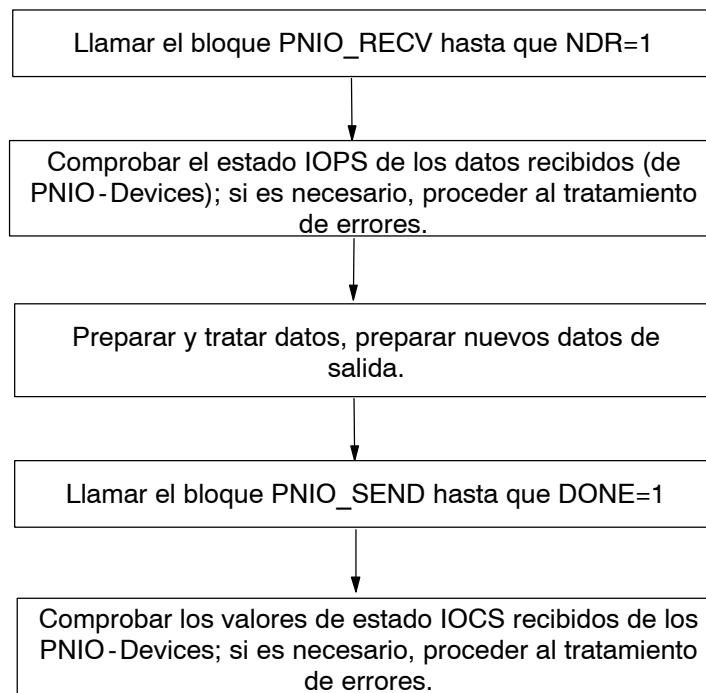 Llamar el bloque PNIO_RECV hasta que NDR=1
Comprobar el estado IOPS de los datos recibidos (de
PNIO-Devices); si es necesario, proceder al tratamiento
de errores.
Preparar y tratar datos, preparar nuevos datos de
salida.
Llamar el bloque PNIO_SEND hasta que DONE=1
Comprobar los valores de estado IOCS recibidos de los
PNIO-Devices; si es necesario, proceder al tratamiento
de errores.